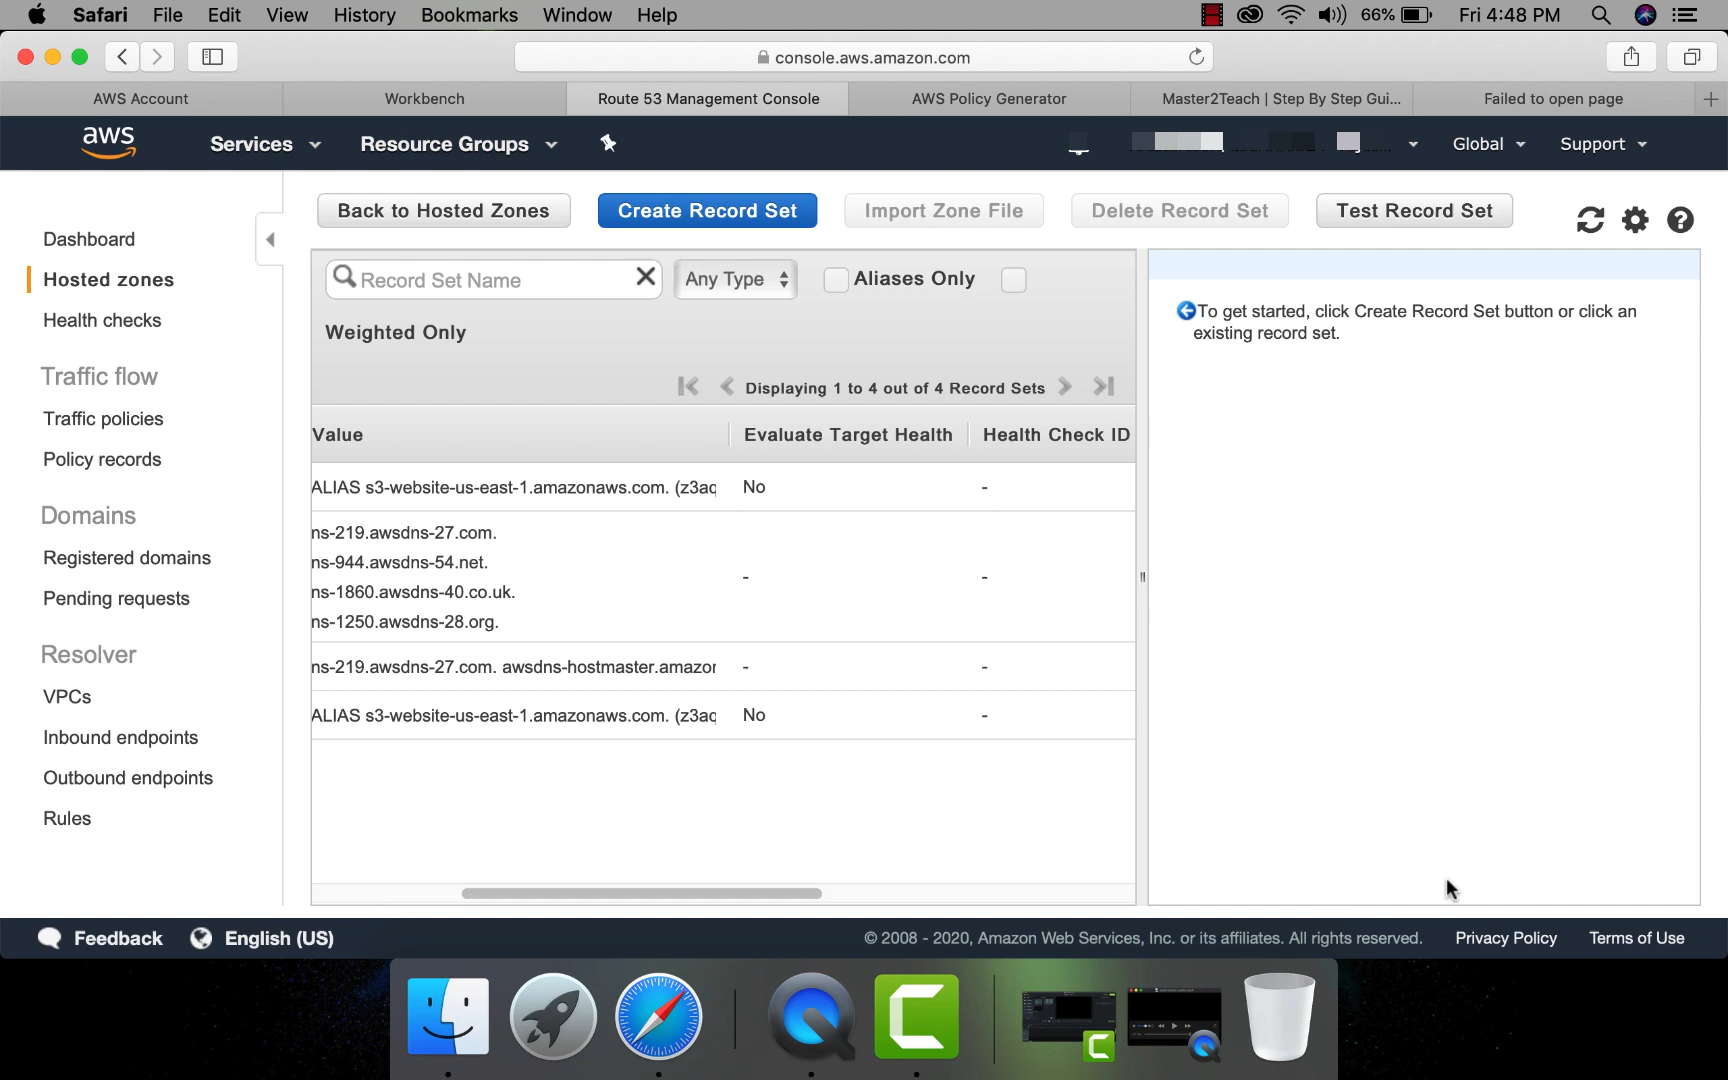 Safari File Edit View History Bookmarks Window Help 66% Fri 4:48 PM
console.aws.amazon.com
AWS Account Workbench Route 53 Management Console AWS Policy Generator Master2Teach | Step By Step Gui... Failed to open page
aws Services Resource Groups Global Support
Back to Hosted Zones Create Record Set Import Zone File Delete Record Set Test Record Set
Dashboard
Hosted zones
Health checks
Traffic flow
Traffic policies
Policy records
Domains
Registered domains
Pending requests
Resolver
VPCs
Inbound endpoints
Outbound endpoints
Rules
Record Set Name Any Type Aliases Only
Weighted Only
Displaying 1 to 4 out of 4 Record Sets
Value Evaluate Target Health Health Check ID
ALIAS s3-website-us-east-1.amazonaws.com. (z3aq No -
ns-219.awsdns-27.com.
ns-944.awsdns-54.net.
- -
ns-1860.awsdns-40.co.uk.
ns-1250.awsdns-28.org.
ns-219.awsdns-27.com. awsdns-hostmaster.amazon - -
ALIAS s3-website-us-east-1.amazonaws.com. (z3aq No -
To get started, click Create Record Set button or click an
existing record set.
Feedback English (US) © 2008 - 2020, Amazon Web Services, Inc. or its affiliates. All rights reserved. Privacy Policy Terms of Use